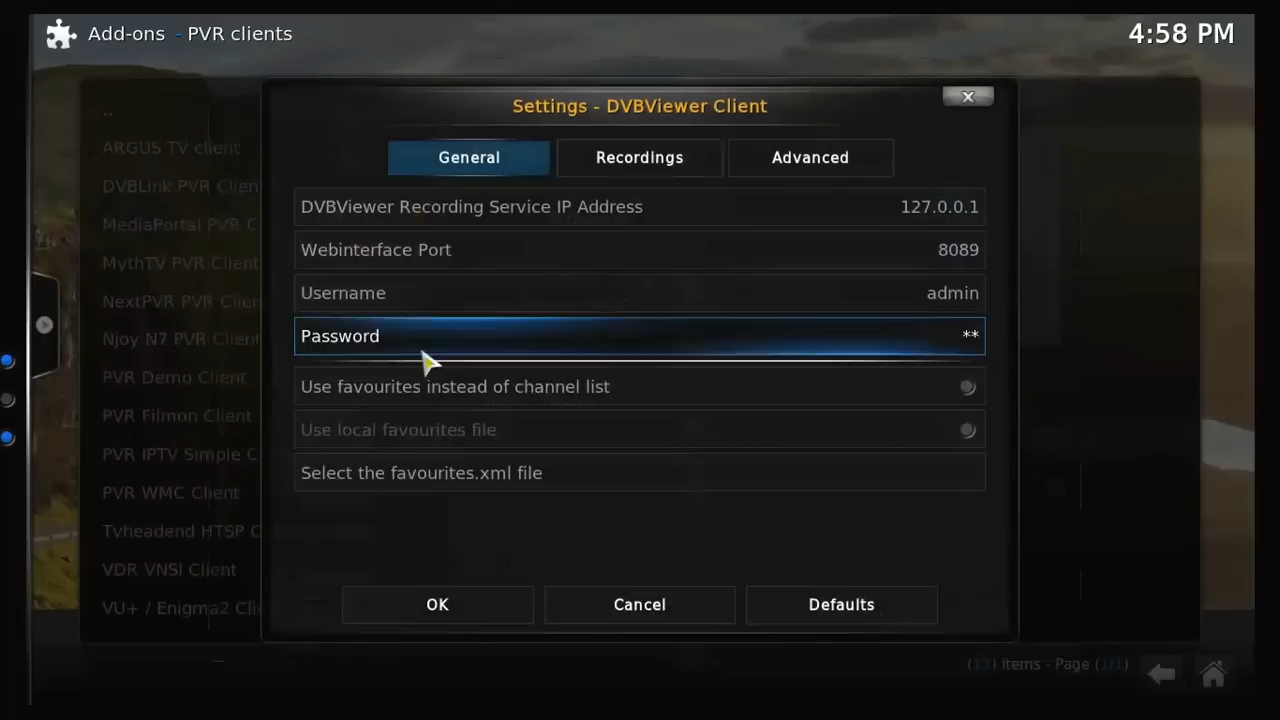 Add-ons - PVR clients
4:58 PM
Settings - DVBViewer Client
x
General Recordings Advanced
DVBViewer Recording Service IP Address 127.0.0.1
Webinterface Port 8089
Username admin
Password **
Use favourites instead of channel list
Use local favourites file
Select the favourites.xml file
OK Cancel Defaults
..
ARGUS TV client
DVBLink PVR Clien
MediaPortal PVR C
MythTV PVR Client
NextPVR PVR Clien
Njoy N7 PVR Client
PVR Demo Client
PVR Filmon Client
PVR IPTV Simple C
PVR WMC Client
Tvheadend HTSP C
VDR VNSI Client
VU+ / Enigma2 Clie
items - Page